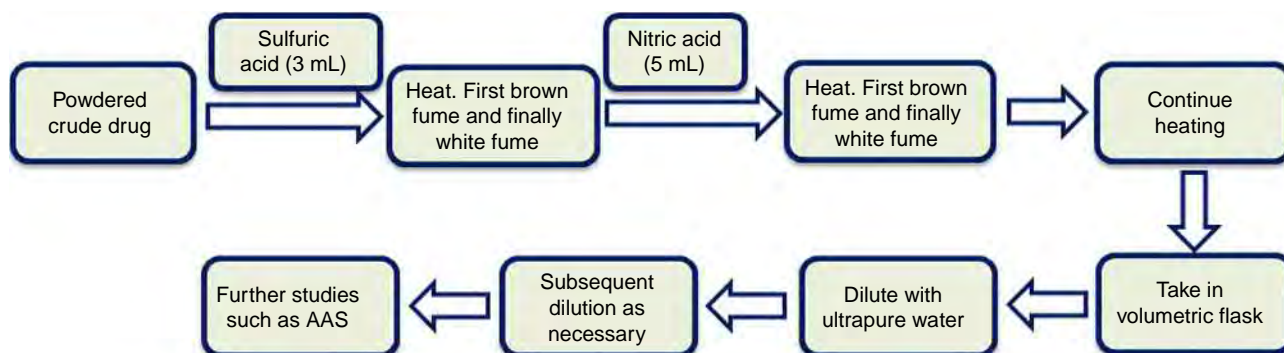 Powdered
crude drug
Sulfuric
acid (3 mL)
Heat. First brown
fume and finally
white fume
Nitric acid
(5 mL)
Heat. First brown
fume and finally
white fume
Continue
heating
Take in
volumetric flask
Dilute with
ultrapure water
Subsequent
dilution as
necessary
Further studies
such as AAS